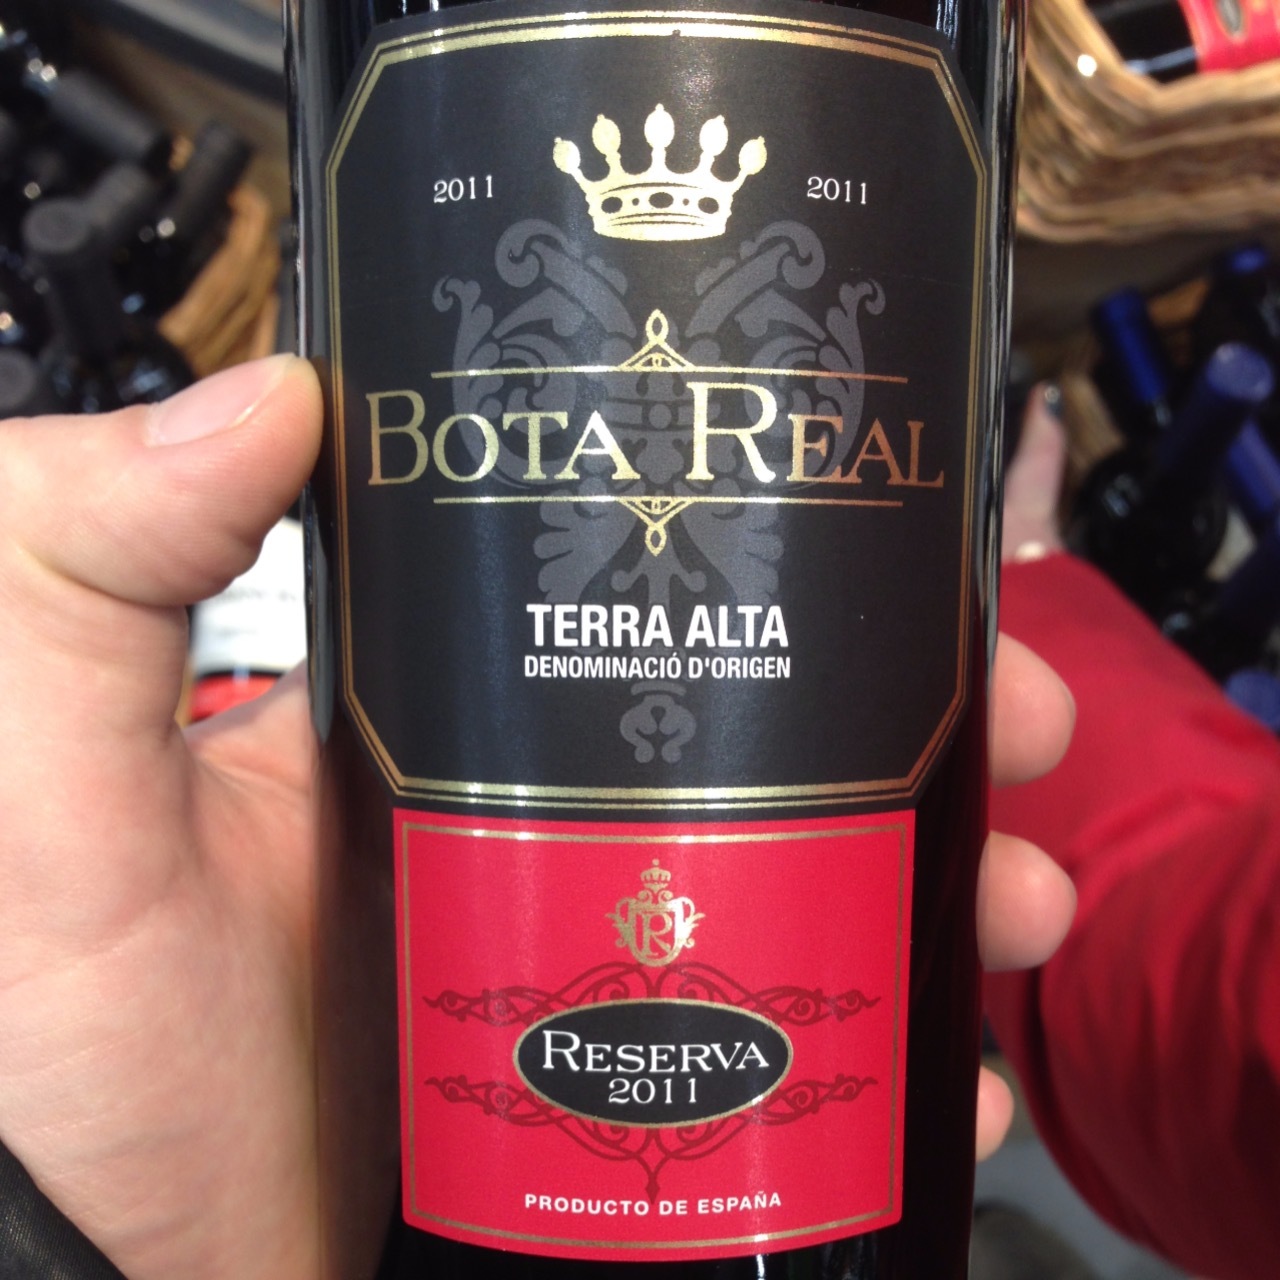 2011 2011
BOTA REAL
TERRA ALTA
DENOMINACIÓ D'ORIGEN
R
RESERVA
2011
PRODUCTO DE ESPAÑA